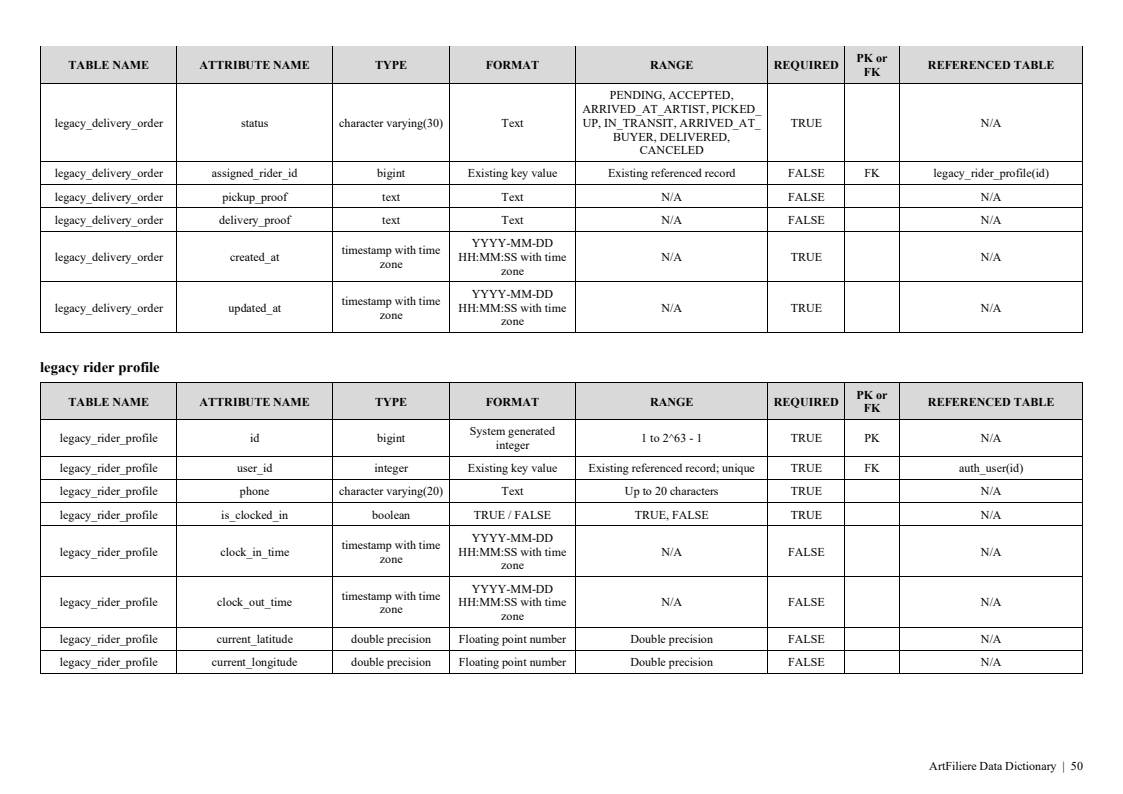 TABLE NAME ATTRIBUTE NAME TYPE FORMAT RANGE REQUIRED PK or FK REFERENCED TABLE
legacy_delivery_order status character varying(30) Text PENDING, ACCEPTED, ARRIVED_AT_ARTIST, PICKED_UP, IN_TRANSIT, ARRIVED_AT_BUYER, DELIVERED, CANCELED TRUE N/A
legacy_delivery_order assigned_rider_id bigint Existing key value Existing referenced record FALSE FK legacy_rider_profile(id)
legacy_delivery_order pickup_proof text Text N/A FALSE N/A
legacy_delivery_order delivery_proof text Text N/A FALSE N/A
legacy_delivery_order created_at timestamp with time zone YYYY-MM-DD HH:MM:SS with time zone N/A TRUE N/A
legacy_delivery_order updated_at timestamp with time zone YYYY-MM-DD HH:MM:SS with time zone N/A TRUE N/A
legacy rider profile
TABLE NAME ATTRIBUTE NAME TYPE FORMAT RANGE REQUIRED PK or FK REFERENCED TABLE
legacy_rider_profile id bigint System generated integer 1 to 2^63 - 1 TRUE PK N/A
legacy_rider_profile user_id integer Existing key value Existing referenced record; unique TRUE FK auth_user(id)
legacy_rider_profile phone character varying(20) Text Up to 20 characters TRUE N/A
legacy_rider_profile is_clocked_in boolean TRUE / FALSE TRUE, FALSE TRUE N/A
legacy_rider_profile clock_in_time timestamp with time zone YYYY-MM-DD HH:MM:SS with time zone N/A FALSE N/A
legacy_rider_profile clock_out_time timestamp with time zone YYYY-MM-DD HH:MM:SS with time zone N/A FALSE N/A
legacy_rider_profile current_latitude double precision Floating point number Double precision FALSE N/A
legacy_rider_profile current_longitude double precision Floating point number Double precision FALSE N/A
ArtFiliere Data Dictionary | 50